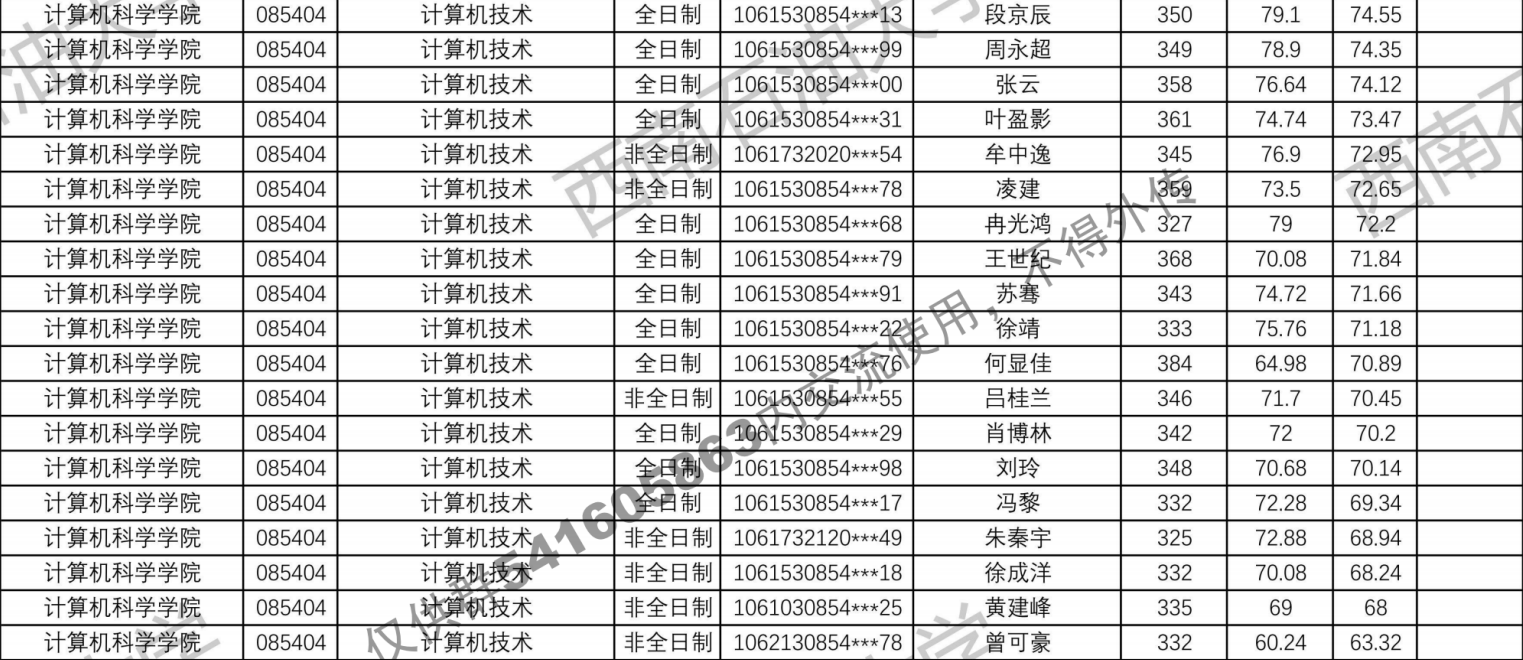 计算机科学学院 085404 计算机技术 全日制 1061530854***13 段京辰 350 79.1 74.55
计算机科学学院 085404 计算机技术 全日制 1061530854***99 周永超 349 78.9 74.35
计算机科学学院 085404 计算机技术 全日制 1061530854***00 张云 358 76.64 74.12
计算机科学学院 085404 计算机技术 全日制 1061530854***31 叶盈影 361 74.74 73.47
计算机科学学院 085404 计算机技术 非全日制 1061732020***54 牟中逸 345 76.9 72.95
计算机科学学院 085404 计算机技术 非全日制 1061530854***78 凌建 359 73.5 72.65
计算机科学学院 085404 计算机技术 全日制 1061530854***68 冉光鸿 327 79 72.2
计算机科学学院 085404 计算机技术 全日制 1061530854***79 王世纪 368 70.08 71.84
计算机科学学院 085404 计算机技术 全日制 1061530854***91 苏骞 343 74.72 71.66
计算机科学学院 085404 计算机技术 全日制 1061530854***22 徐靖 333 75.76 71.18
计算机科学学院 085404 计算机技术 全日制 1061530854***76 何显佳 384 64.98 70.89
计算机科学学院 085404 计算机技术 非全日制 1061530854***55 吕桂兰 346 71.7 70.45
计算机科学学院 085404 计算机技术 全日制 1061530854***29 肖博林 342 72 70.2
计算机科学学院 085404 计算机技术 全日制 1061530854***98 刘玲 348 70.68 70.14
计算机科学学院 085404 计算机技术 全日制 1061530854***17 冯黎 332 72.28 69.34
计算机科学学院 085404 计算机技术 非全日制 1061732120***49 朱秦宇 325 72.88 68.94
计算机科学学院 085404 计算机技术 非全日制 1061530854***18 徐成洋 332 70.08 68.24
计算机科学学院 085404 计算机技术 非全日制 1061030854***25 黄建峰 335 69 68
计算机科学学院 085404 计算机技术 非全日制 1062130854***78 曾可豪 332 60.24 63.32
仅供群541605863内交流使用，不得外传
油大学
西南石油大学
西南石
学
学